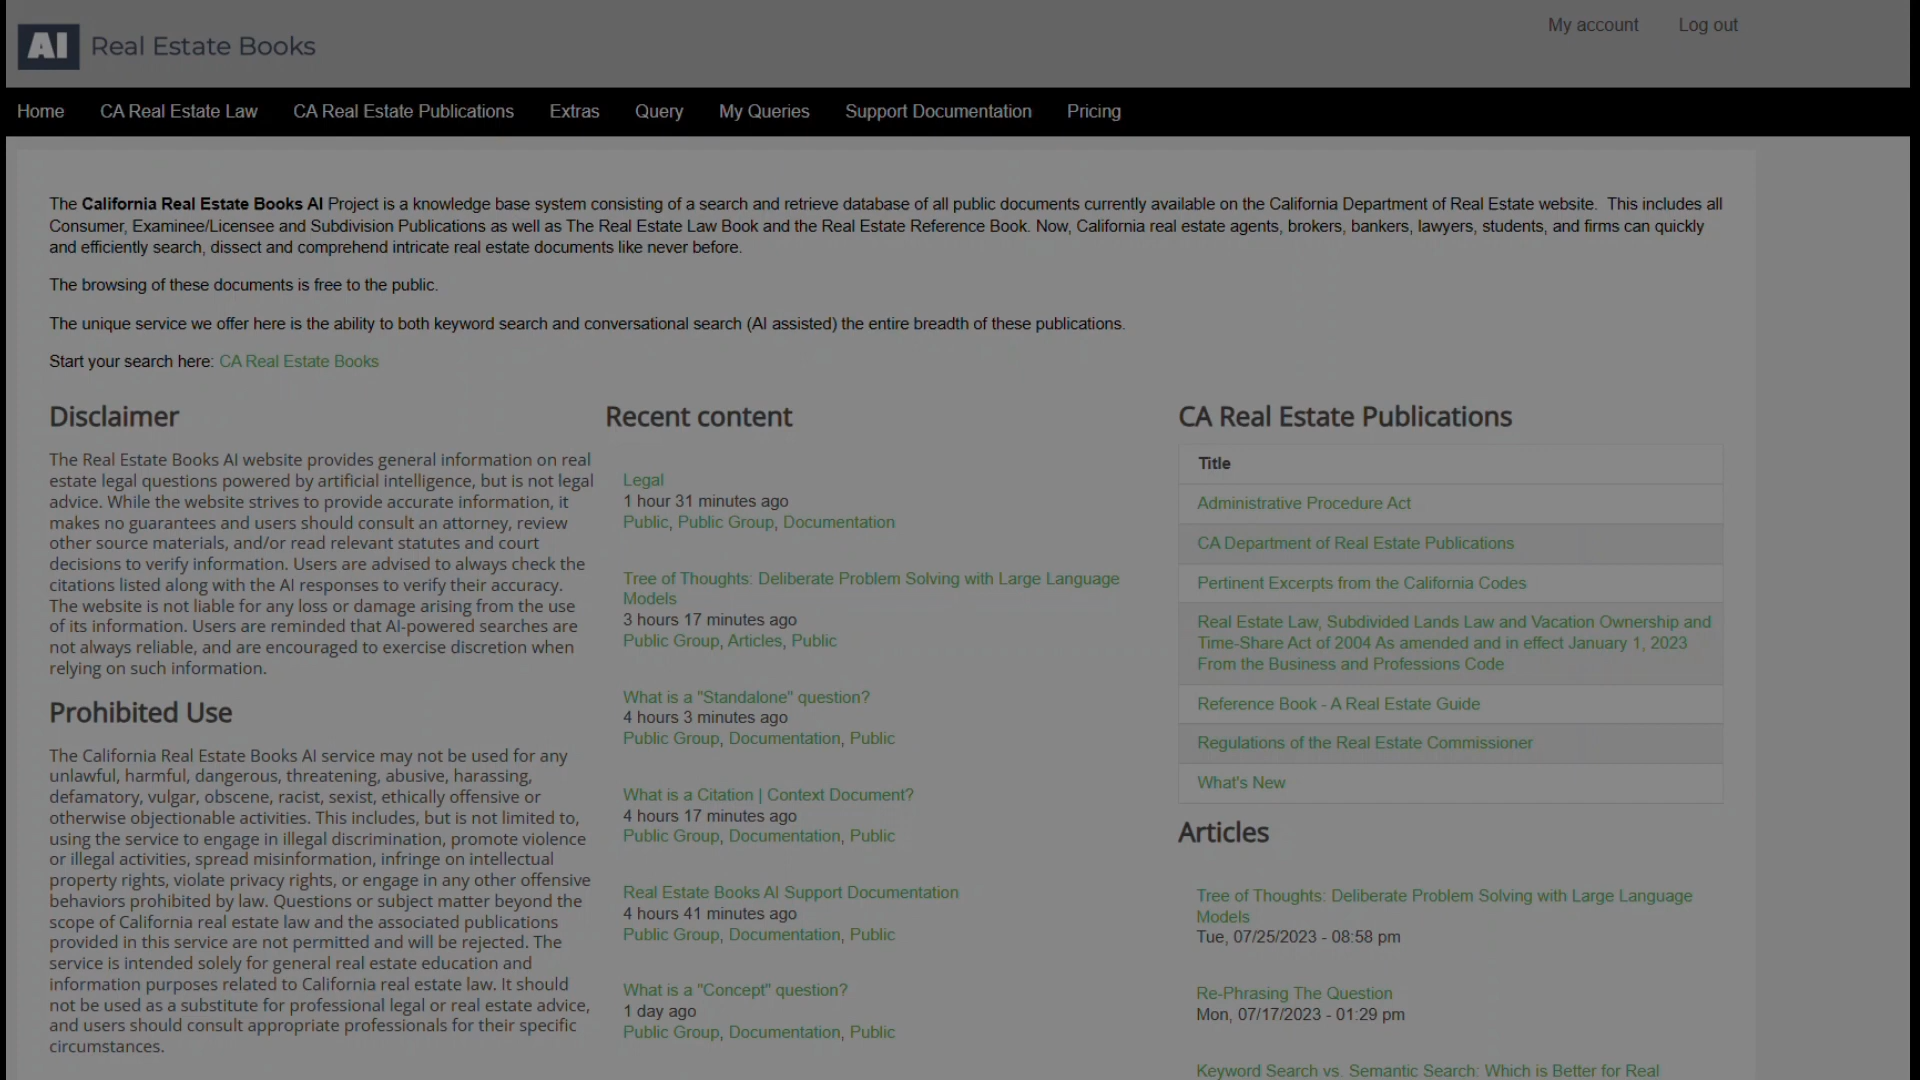 My account Log out
AI Real Estate Books
Home CA Real Estate Law CA Real Estate Publications Extras Query My Queries Support Documentation Pricing
The California Real Estate Books AI Project is a knowledge base system consisting of a search and retrieve database of all public documents currently available on the California Department of Real Estate website. This includes all
Consumer, Examinee/Licensee and Subdivision Publications as well as The Real Estate Law Book and the Real Estate Reference Book. Now, California real estate agents, brokers, bankers, lawyers, students, and firms can quickly
and efficiently search, dissect and comprehend intricate real estate documents like never before.
The browsing of these documents is free to the public.
The unique service we offer here is the ability to both keyword search and conversational search (AI assisted) the entire breadth of these publications.
Start your search here: CA Real Estate Books
Disclaimer
The Real Estate Books AI website provides general information on real
estate legal questions powered by artificial intelligence, but is not legal
advice. While the website strives to provide accurate information, it
makes no guarantees and users should consult an attorney, review
other source materials, and/or read relevant statutes and court
decisions to verify information. Users are advised to always check the
citations listed along with the AI responses to verify their accuracy.
The website is not liable for any loss or damage arising from the use
of its information. Users are reminded that AI-powered searches are
not always reliable, and are encouraged to exercise discretion when
relying on such information.
Prohibited Use
The California Real Estate Books AI service may not be used for any
unlawful, harmful, dangerous, threatening, abusive, harassing,
defamatory, vulgar, obscene, racist, sexist, ethically offensive or
otherwise objectionable activities. This includes, but is not limited to,
using the service to engage in illegal discrimination, promote violence
or illegal activities, spread misinformation, infringe on intellectual
property rights, violate privacy rights, or engage in any other offensive
behaviors prohibited by law. Questions or subject matter beyond the
scope of California real estate law and the associated publications
provided in this service are not permitted and will be rejected. The
service is intended solely for general real estate education and
information purposes related to California real estate law. It should
not be used as a substitute for professional legal or real estate advice,
and users should consult appropriate professionals for their specific
circumstances.
Recent content
Legal
1 hour 31 minutes ago
Public, Public Group, Documentation
Tree of Thoughts: Deliberate Problem Solving with Large Language
Models
3 hours 17 minutes ago
Public Group, Articles, Public
What is a "Standalone" question?
4 hours 3 minutes ago
Public Group, Documentation, Public
What is a Citation | Context Document?
4 hours 17 minutes ago
Public Group, Documentation, Public
Real Estate Books AI Support Documentation
4 hours 41 minutes ago
Public Group, Documentation, Public
What is a "Concept" question?
1 day ago
Public Group, Documentation, Public
CA Real Estate Publications
Title
Administrative Procedure Act
CA Department of Real Estate Publications
Pertinent Excerpts from the California Codes
Real Estate Law, Subdivided Lands Law and Vacation Ownership and
Time-Share Act of 2004 As amended and in effect January 1, 2023
From the Business and Professions Code
Reference Book - A Real Estate Guide
Regulations of the Real Estate Commissioner
What's New
Articles
Tree of Thoughts: Deliberate Problem Solving with Large Language
Models
Tue, 07/25/2023 - 08:58 pm
Re-Phrasing The Question
Mon, 07/17/2023 - 01:29 pm
Keyword Search vs. Semantic Search: Which is Better for Real